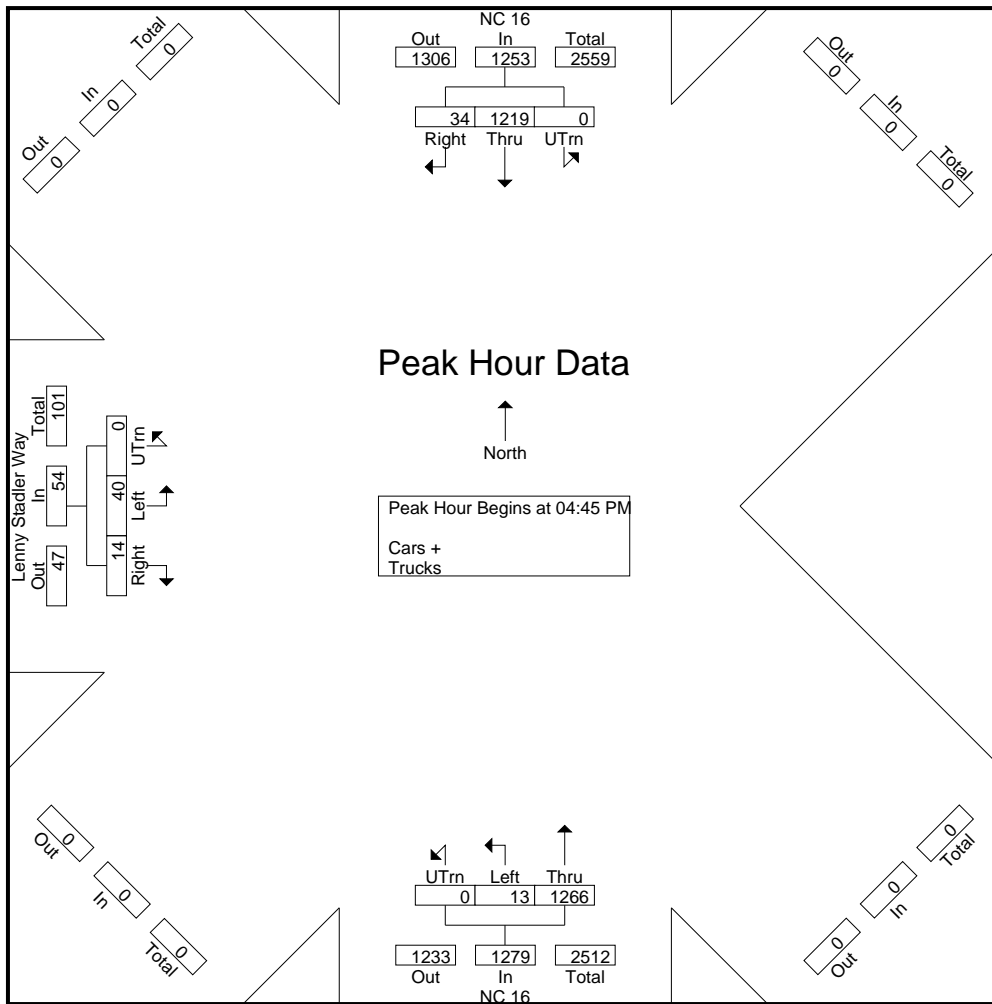 NC 16
Out In Total
1306 1253 2559
34 1219 0
Right Thru UTrn
Out In Total
0 0 0
Out In Total
0 0 0
Peak Hour Data
North
Peak Hour Begins at 04:45 PM
Cars +
Trucks
Lenny Stadler Way
Out In Total
47 54 101
14 40 0
Right Left UTrn
Out In Total
0 0 0
UTrn Left Thru
0 13 1266
1233 1279 2512
Out In Total
NC 16
Out In Total
0 0 0